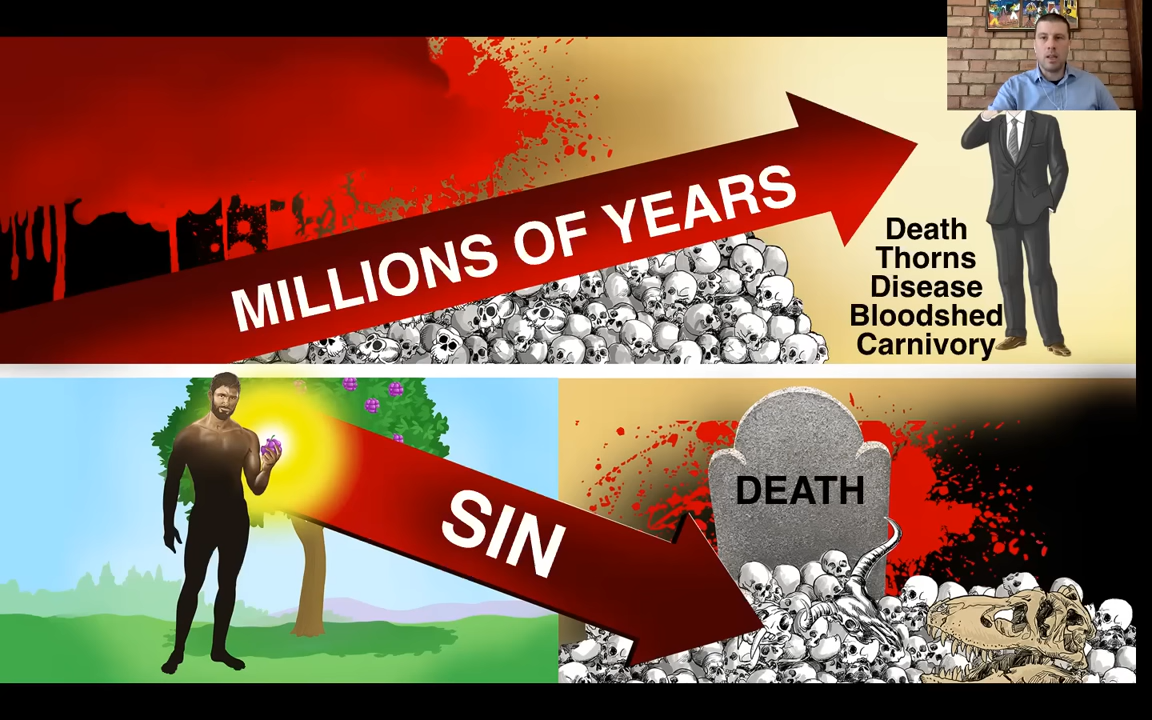 MILLIONS OF YEARS
Death
Thorns
Disease
Bloodshed
Carnivory
SIN
DEATH